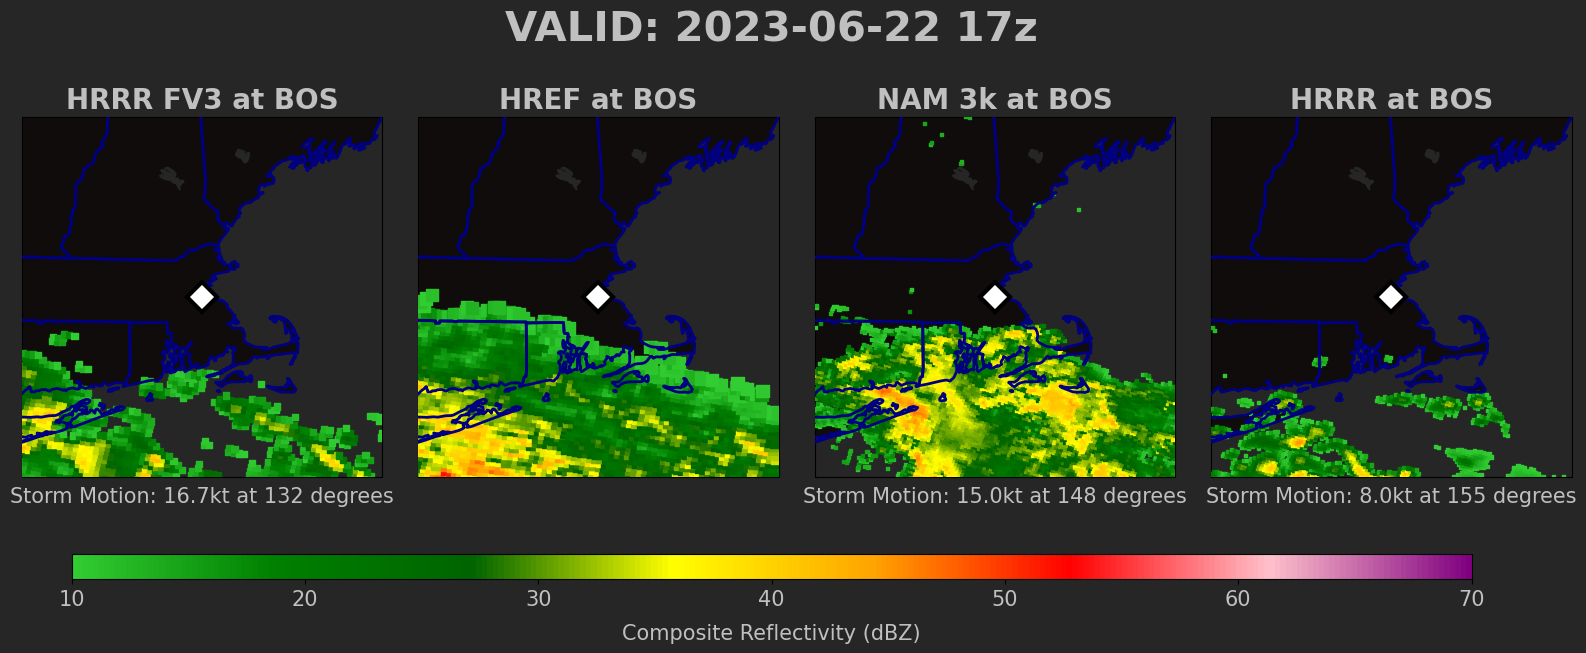 VALID: 2023-06-22 17z
HRRR FV3 at BOS
HREF at BOS
NAM 3k at BOS
HRRR at BOS
Storm Motion: 16.7kt at 132 degrees
Storm Motion: 15.0kt at 148 degrees
Storm Motion: 8.0kt at 155 degrees
10 20 30 40 50 60 70
Composite Reflectivity (dBZ)